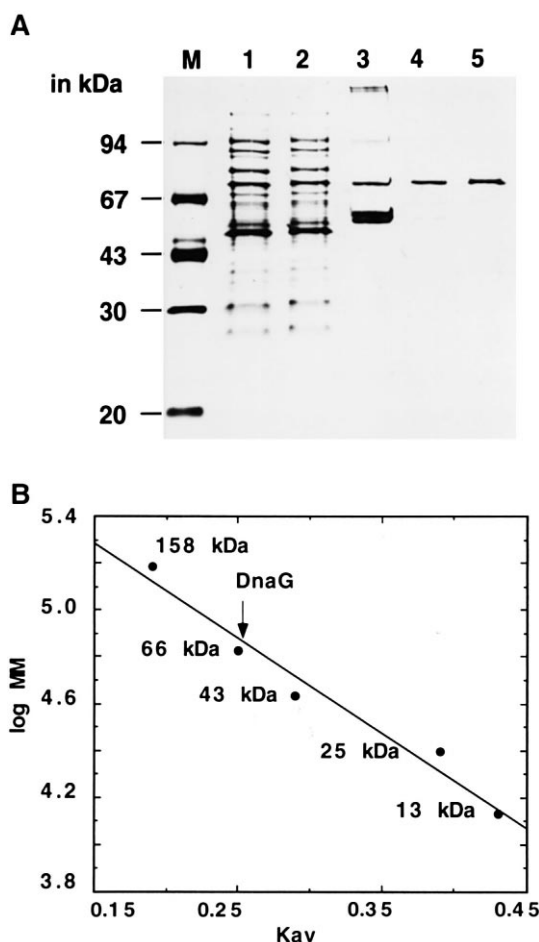 A
in kDa M 1 2 3 4 5
94
67
43
30
20
B
5.4
5.0
4.6
4.2
3.8
log MM
158 kDa
DnaG
66 kDa
43 kDa
25 kDa
13 kDa
0.15 0.25 0.35 0.45
Kav